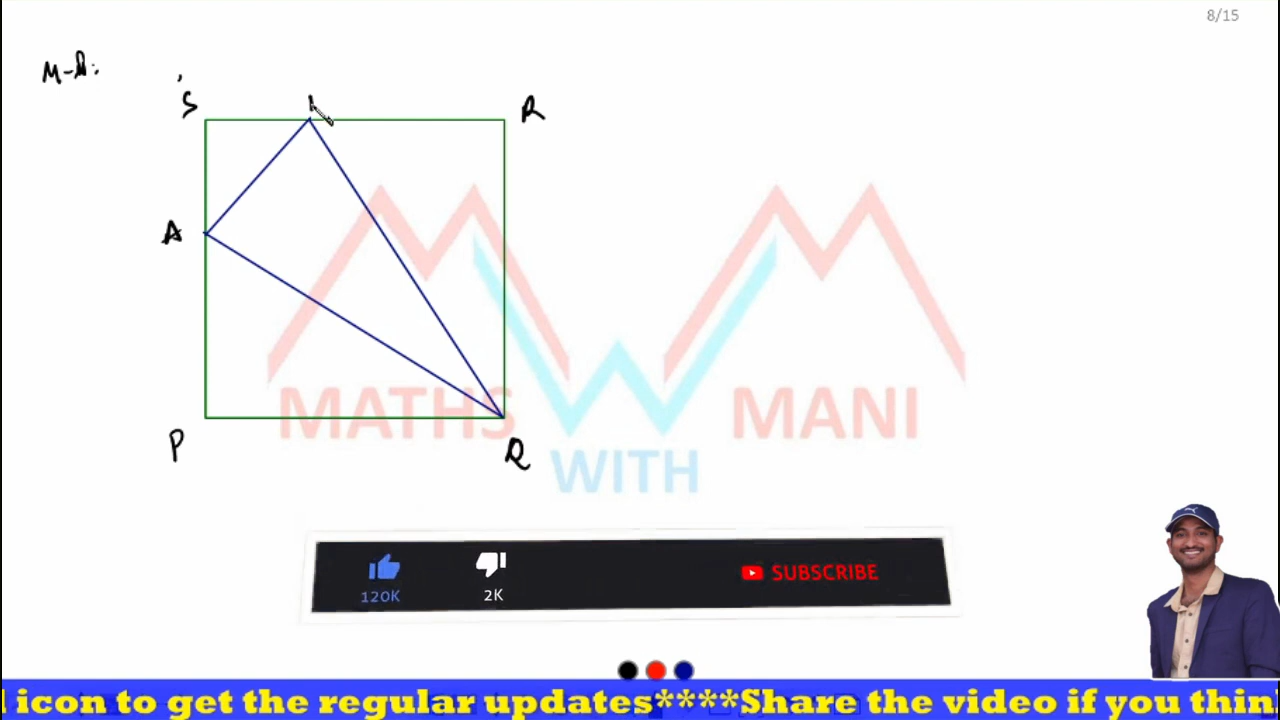 8/15
S
R
A
P
MATHS
WITH
MANI
120K
2K
SUBSCRIBE
icon to get the regular updates****Share the video if you